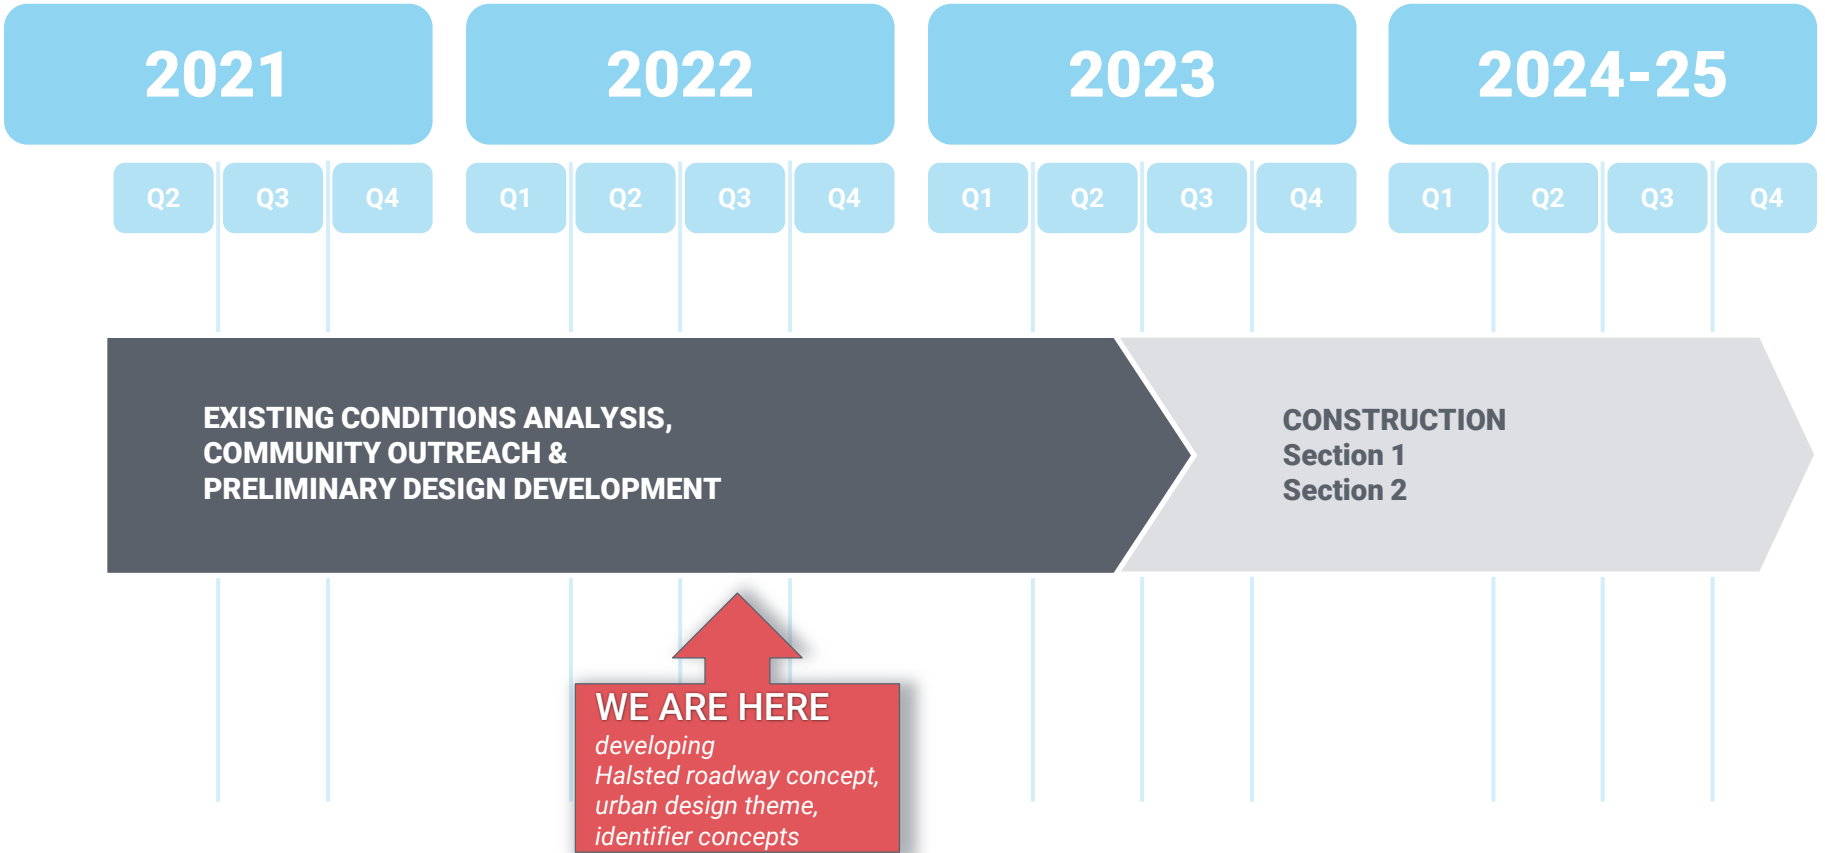 2021 2022 2023 2024-25
Q2 Q3 Q4 Q1 Q2 Q3 Q4 Q1 Q2 Q3 Q4 Q1 Q2 Q3 Q4
EXISTING CONDITIONS ANALYSIS,
COMMUNITY OUTREACH &
PRELIMINARY DESIGN DEVELOPMENT
CONSTRUCTION
Section 1
Section 2
WE ARE HERE
developing
Halsted roadway concept,
urban design theme,
identifier concepts